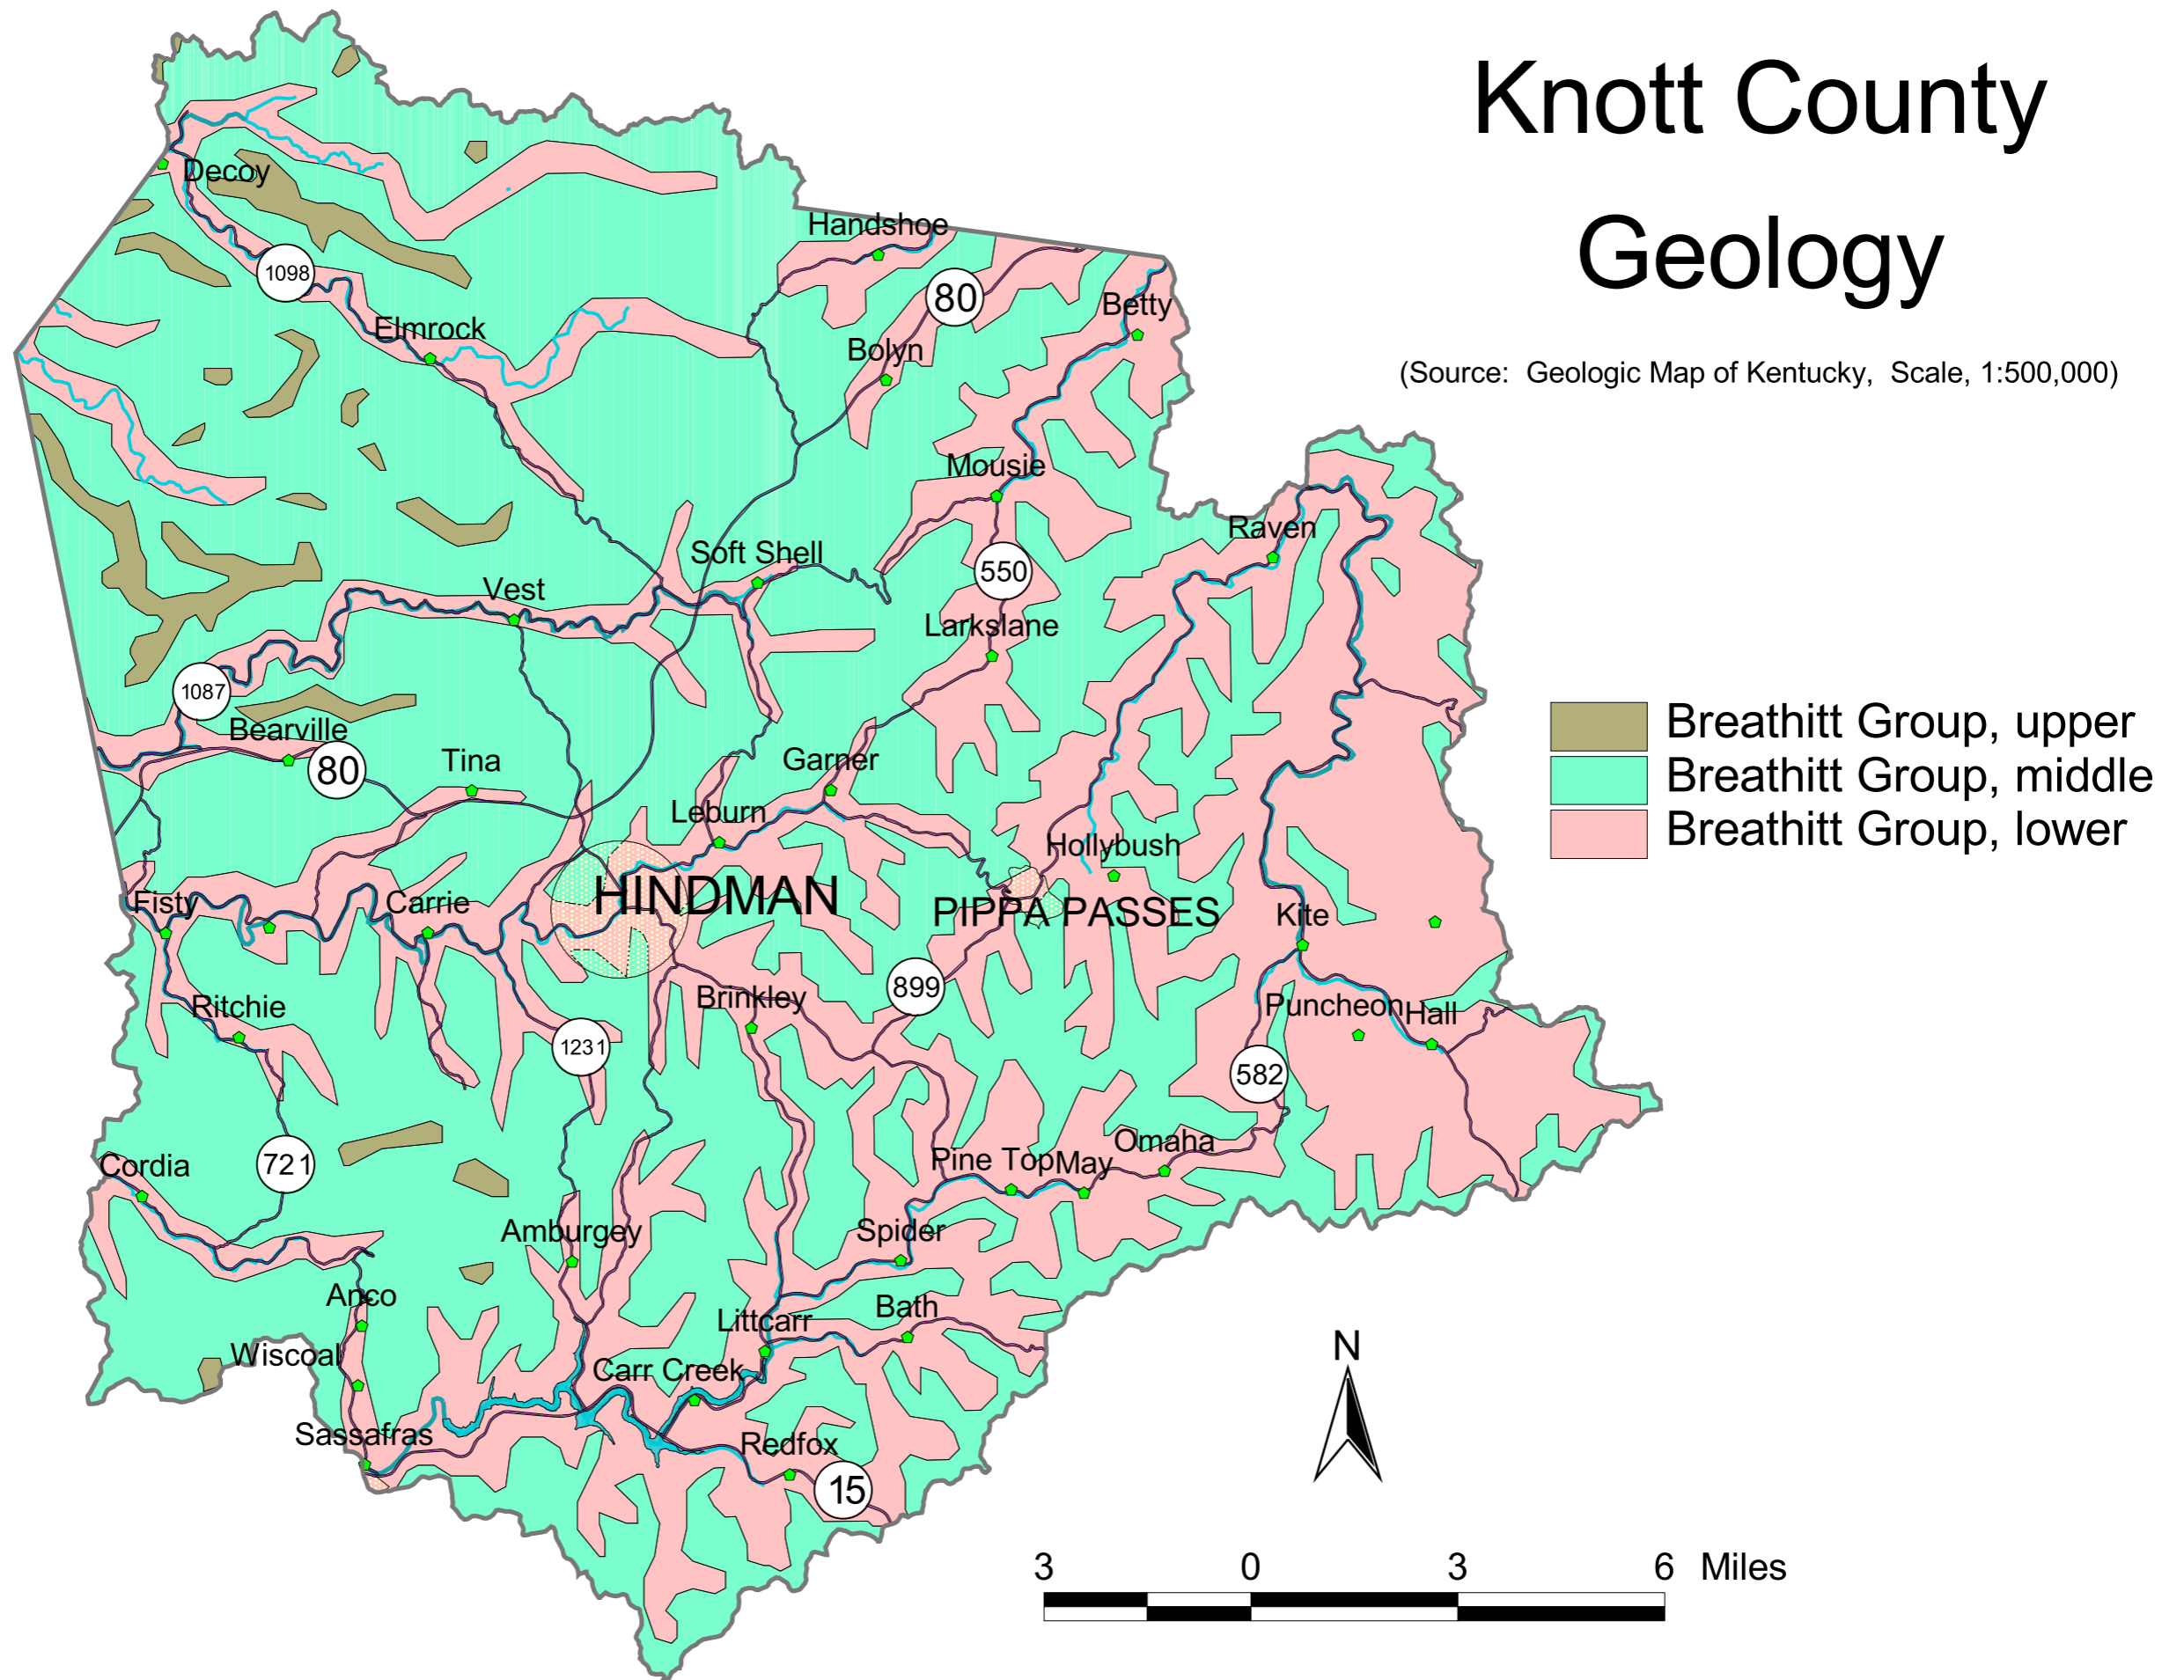 Knott County
Geology
(Source: Geologic Map of Kentucky, Scale, 1:500,000)
Decoy
Handshoe
1098
80
Betty
Elmrock
Bolyn
Mousie
Raven
Soft Shell
550
Vest
Larkslane
1087
Bearville
80
Tina
Garner
Leburn
Hollybush
HINDMAN
Fisty
Carrie
PIPPA PASSES
Kite
899
Ritchie
Brinkley
Puncheon
Hall
1231
582
Cordia
721
Pine Top
May
Omaha
Amburgey
Spider
Anco
Littcarr
Bath
Wiscoal
Carr Creek
Sassafras
Redfox
15
Breathitt Group, upper
Breathitt Group, middle
Breathitt Group, lower
N
3 0 3 6 Miles